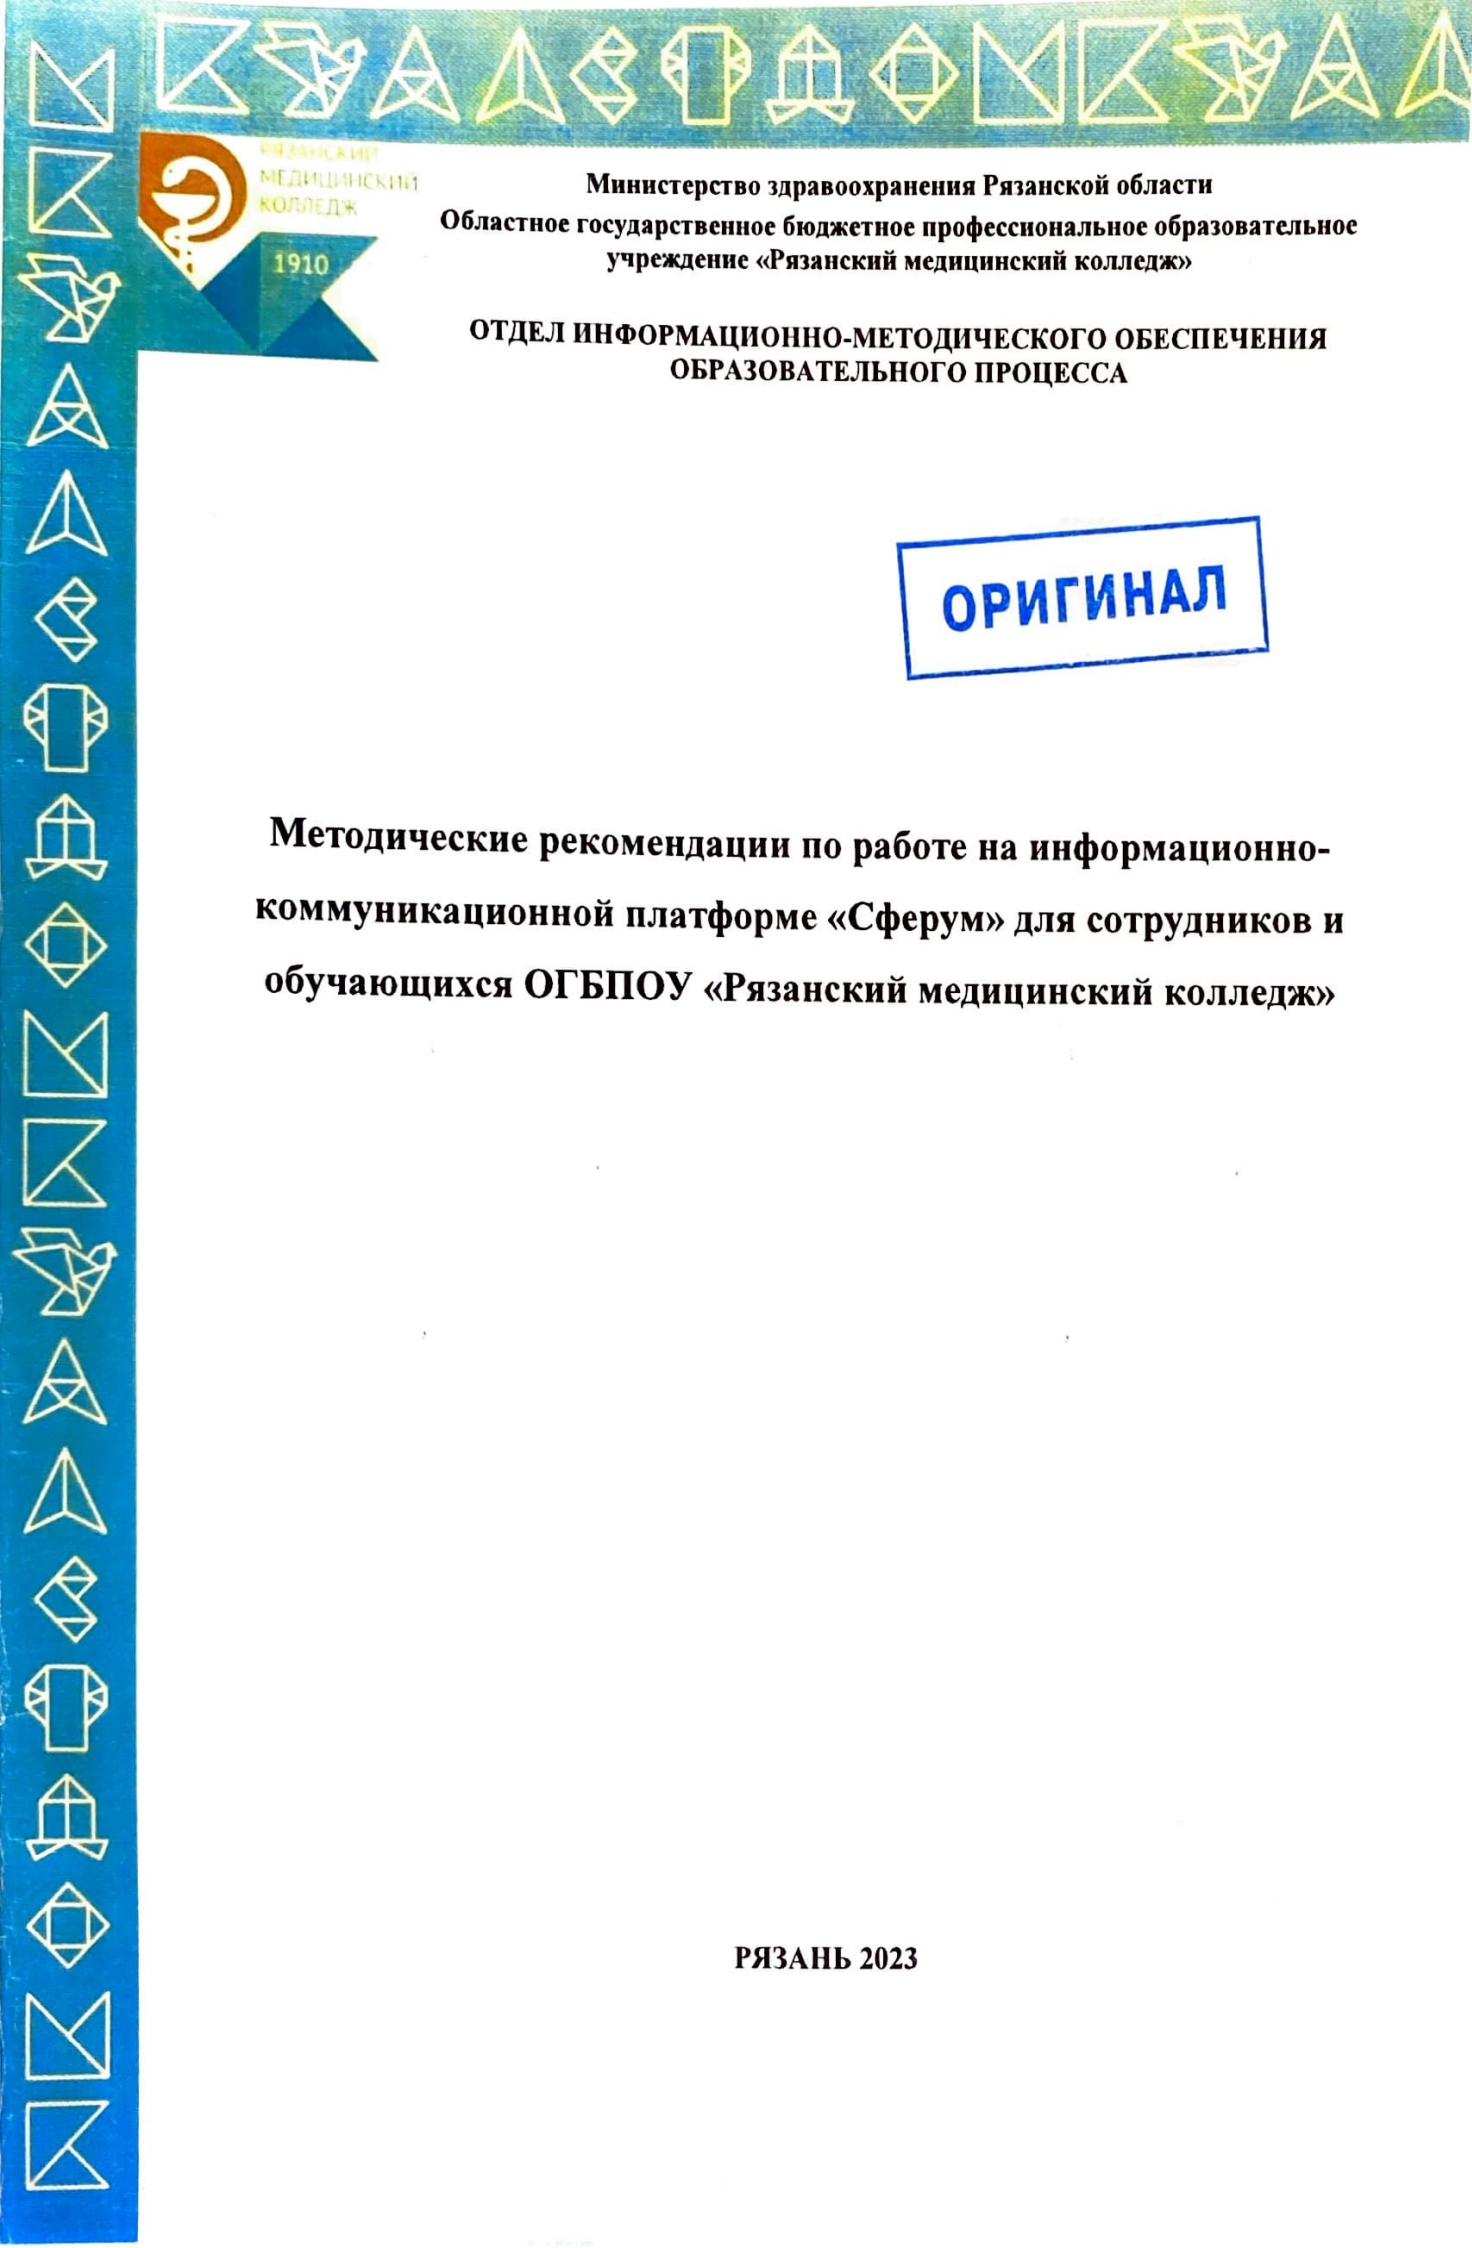 РЯЗАНСКИЙ
МЕДИЦИНСКИЙ
КОЛЛЕДЖ
1910
Министерство здравоохранения Рязанской области
Областное государственное бюджетное профессиональное образовательное
учреждение «Рязанский медицинский колледж»
ОТДЕЛ ИНФОРМАЦИОННО-МЕТОДИЧЕСКОГО ОБЕСПЕЧЕНИЯ
ОБРАЗОВАТЕЛЬНОГО ПРОЦЕССА
ОРИГИНАЛ
Методические рекомендации по работе на информационно-
коммуникационной платформе «Сферум» для сотрудников и
обучающихся ОГБПОУ «Рязанский медицинский колледж»
РЯЗАНЬ 2023